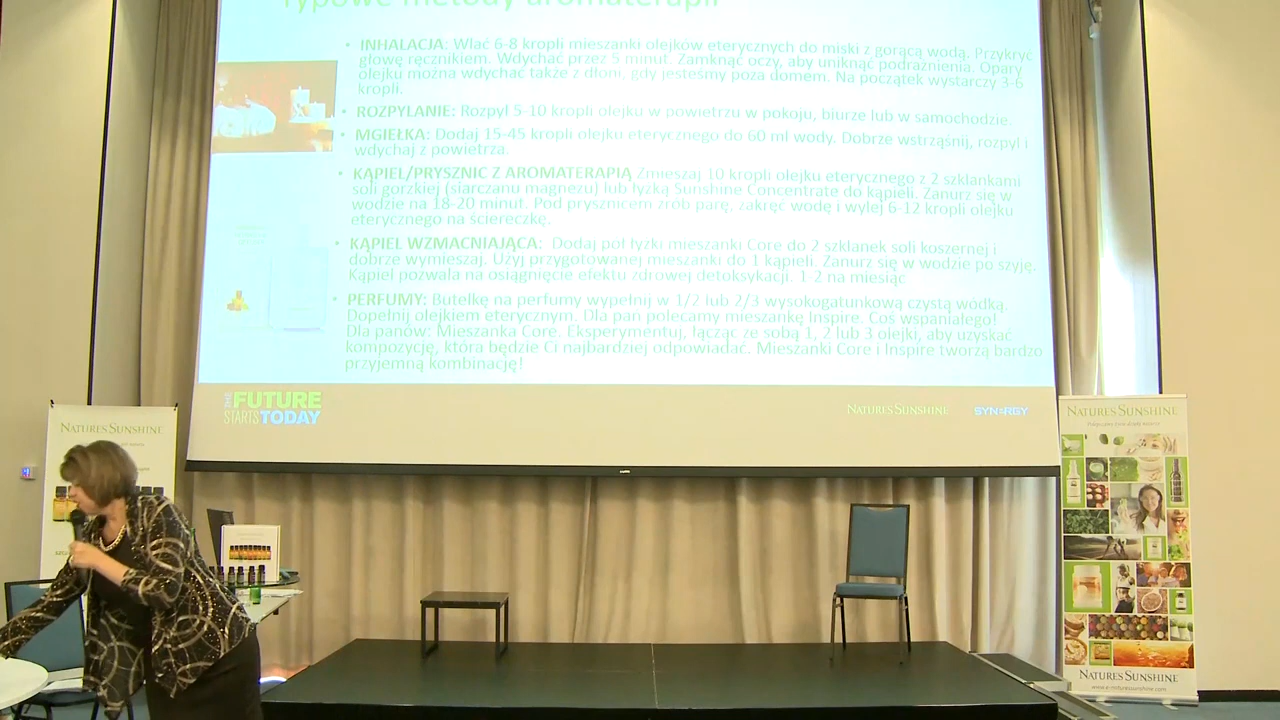 Typowe metody aromaterapii
• INHALACJA: Wlać 6-8 kropli mieszanki olejków eterycznych do miski z gorącą wodą. Przykryć
głowę ręcznikiem. Wdychać przez 5 minut. Zamknąć oczy, aby uniknąć podrażnienia. Opary
olejku można wdychać także z dłoni, gdy jesteśmy poza domem. Na początek wystarczy 3-6
kropli.
• ROZPYLANIE: Rozpyl 5-10 kropli olejku w powietrzu w pokoju, biurze lub w samochodzie.
• MGIEŁKA: Dodaj 15-45 kropli olejku eterycznego do 60 ml wody. Dobrze wstrząśnij, rozpyl i
wdychaj z powietrza.
• KĄPIEL/PRYSZNIC Z AROMATERAPIĄ Zmieszaj 10 kropli olejku eterycznego z 2 szklankami
soli gorzkiej (siarczanu magnezu) lub łyżką Sunshine Concentrate do kąpieli. Zanurz się w
wodzie na 18-20 minut. Pod prysznicem zrób parę, zakręć wodę i wylej 6-12 kropli olejku
eterycznego na ściereczkę.
• KĄPIEL WZMACNIAJĄCA: Dodaj pół łyżki mieszanki Core do 2 szklanek soli koszernej i
dobrze wymieszaj. Użyj przygotowanej mieszanki do 1 kąpieli. Zanurz się w wodzie po szyję.
Kąpiel pozwala na osiągnięcie efektu zdrowej detoksykacji. 1-2 na miesiąc
• PERFUMY: Butelkę na perfumy wypełnij w 1/2 lub 2/3 wysokogatunkową czystą wódką.
Dopełnij olejkiem eterycznym. Dla pań polecamy mieszankę Inspire. Coś wspaniałego!
Dla panów: Mieszanka Core. Eksperymentuj, łącząc ze sobą 1, 2 lub 3 olejki, aby uzyskać
kompozycję, która będzie Ci najbardziej odpowiadać. Mieszanki Core i Inspire tworzą bardzo
przyjemną kombinację!
THE FUTURE
STARTS TODAY
NATURE'S SUNSHINE
SYNERGY
NATURE'S SUNSHINE
NATURE'S SUNSHINE
NATURE'S SUNSHINE